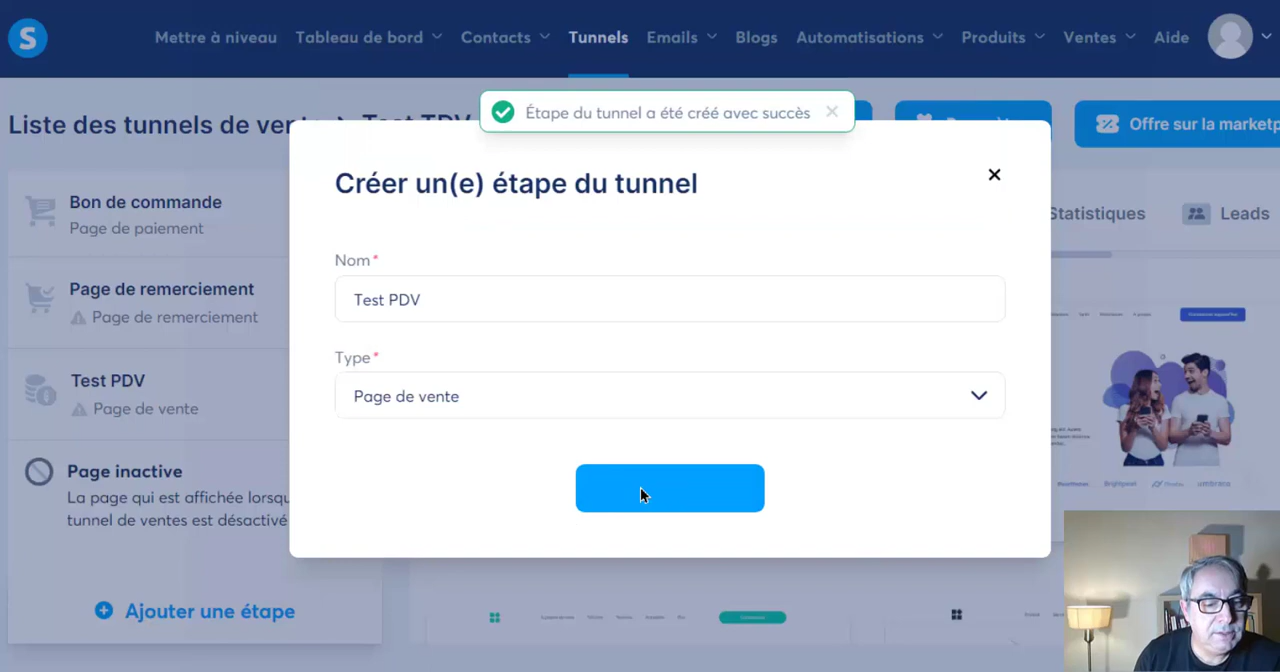 S
Mettre à niveau Tableau de bord Contacts Tunnels Emails Blogs Automatisations Produits Ventes Aide
Étape du tunnel a été créé avec succès
Liste des tunnels de ven
Offre sur la marketp
Créer un(e) étape du tunnel
Bon de commande
Page de paiement
Statistiques Leads
Nom*
Test PDV
Page de remerciement
Page de remerciement
Type*
Page de vente
Test PDV
Page de vente
Page inactive
La page qui est affichée lorsqu
tunnel de ventes est désactivé
Ajouter une étape